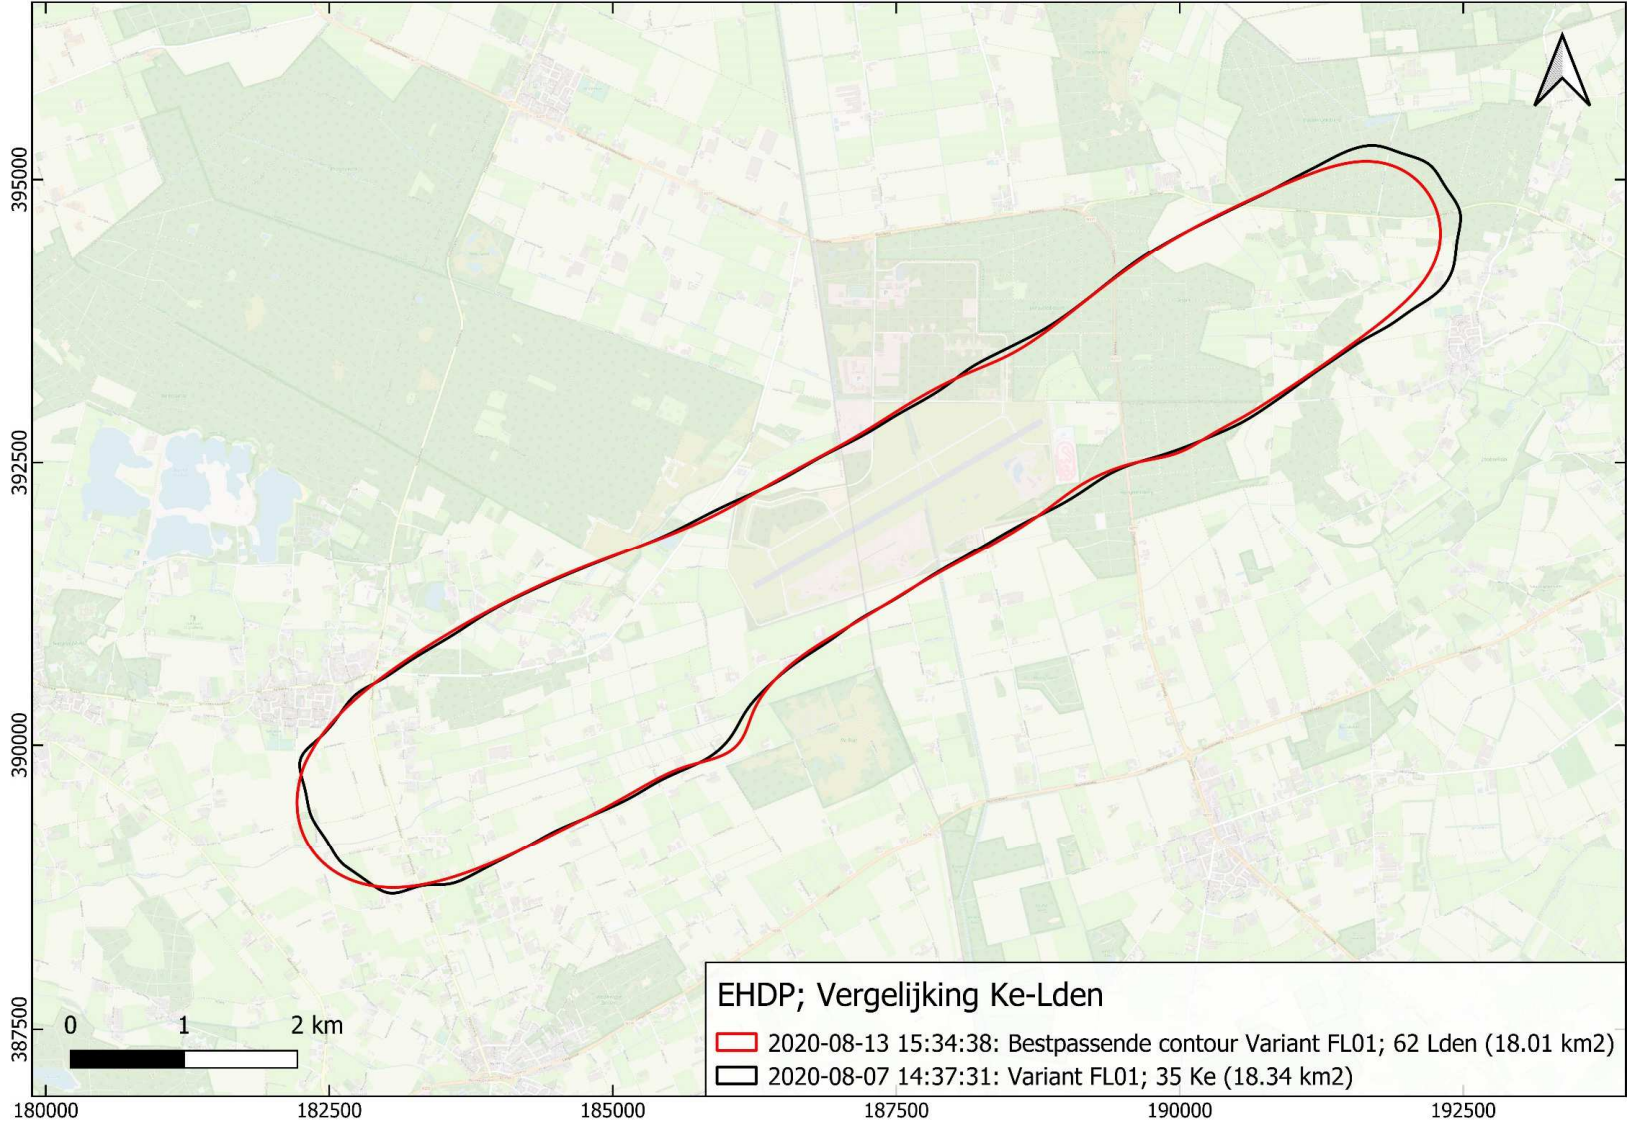 395000
392500
390000
387500
0 1 2 km
EHDP; Vergelijking Ke-Lden
2020-08-13 15:34:38: Bestpassende contour Variant FL01; 62 Lden (18.01 km2)
2020-08-07 14:37:31: Variant FL01; 35 Ke (18.34 km2)
180000 182500 185000 187500 190000 192500